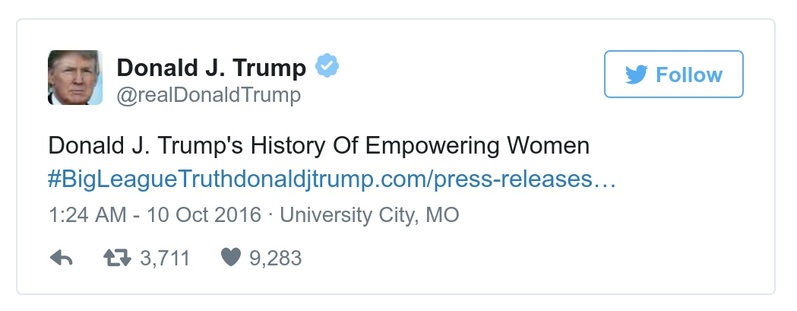 Donald J. Trump
Follow
@realDonaldTrump
Donald J. Trump's History Of Empowering Women
#BigLeagueTruthdonaldjtrump.com/press-releases…
1:24 AM - 10 Oct 2016 · University City, MO
3,711 9,283